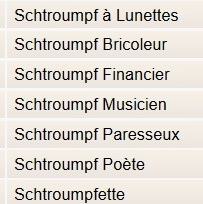 Schtroumpf à Lunettes
Schtroumpf Bricoleur
Schtroumpf Financier
Schtroumpf Musicien
Schtroumpf Paresseux
Schtroumpf Poète
Schtroumpfette